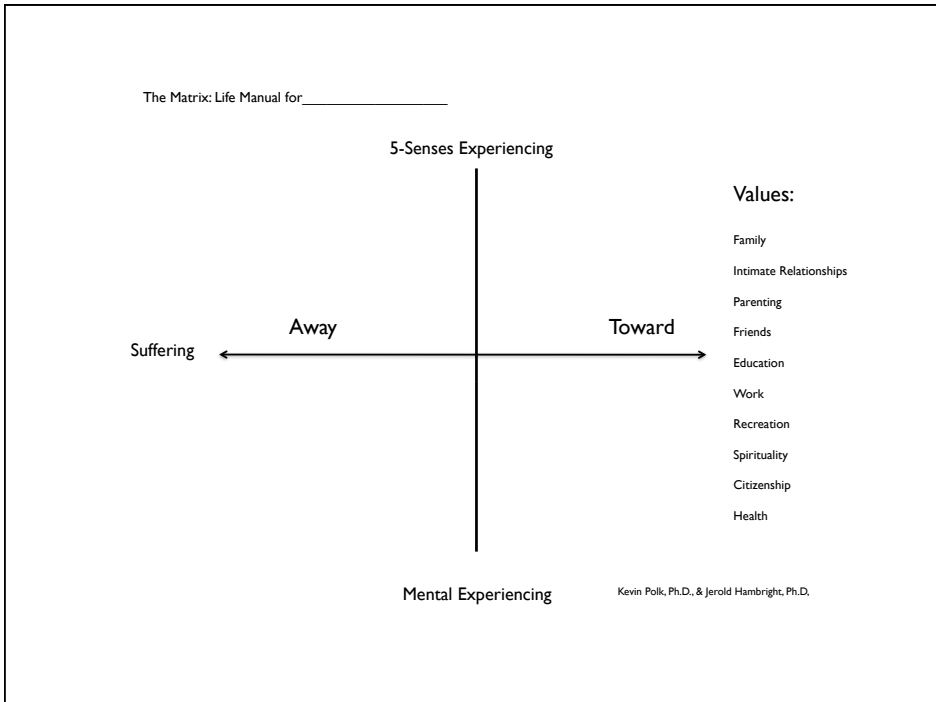 The Matrix: Life Manual for___________________
5-Senses Experiencing
Values:
Family
Intimate Relationships
Parenting
Away
Toward
Friends
Suffering
Education
Work
Recreation
Spirituality
Citizenship
Health
Mental Experiencing
Kevin Polk, Ph.D., & Jerold Hambright, Ph.D,